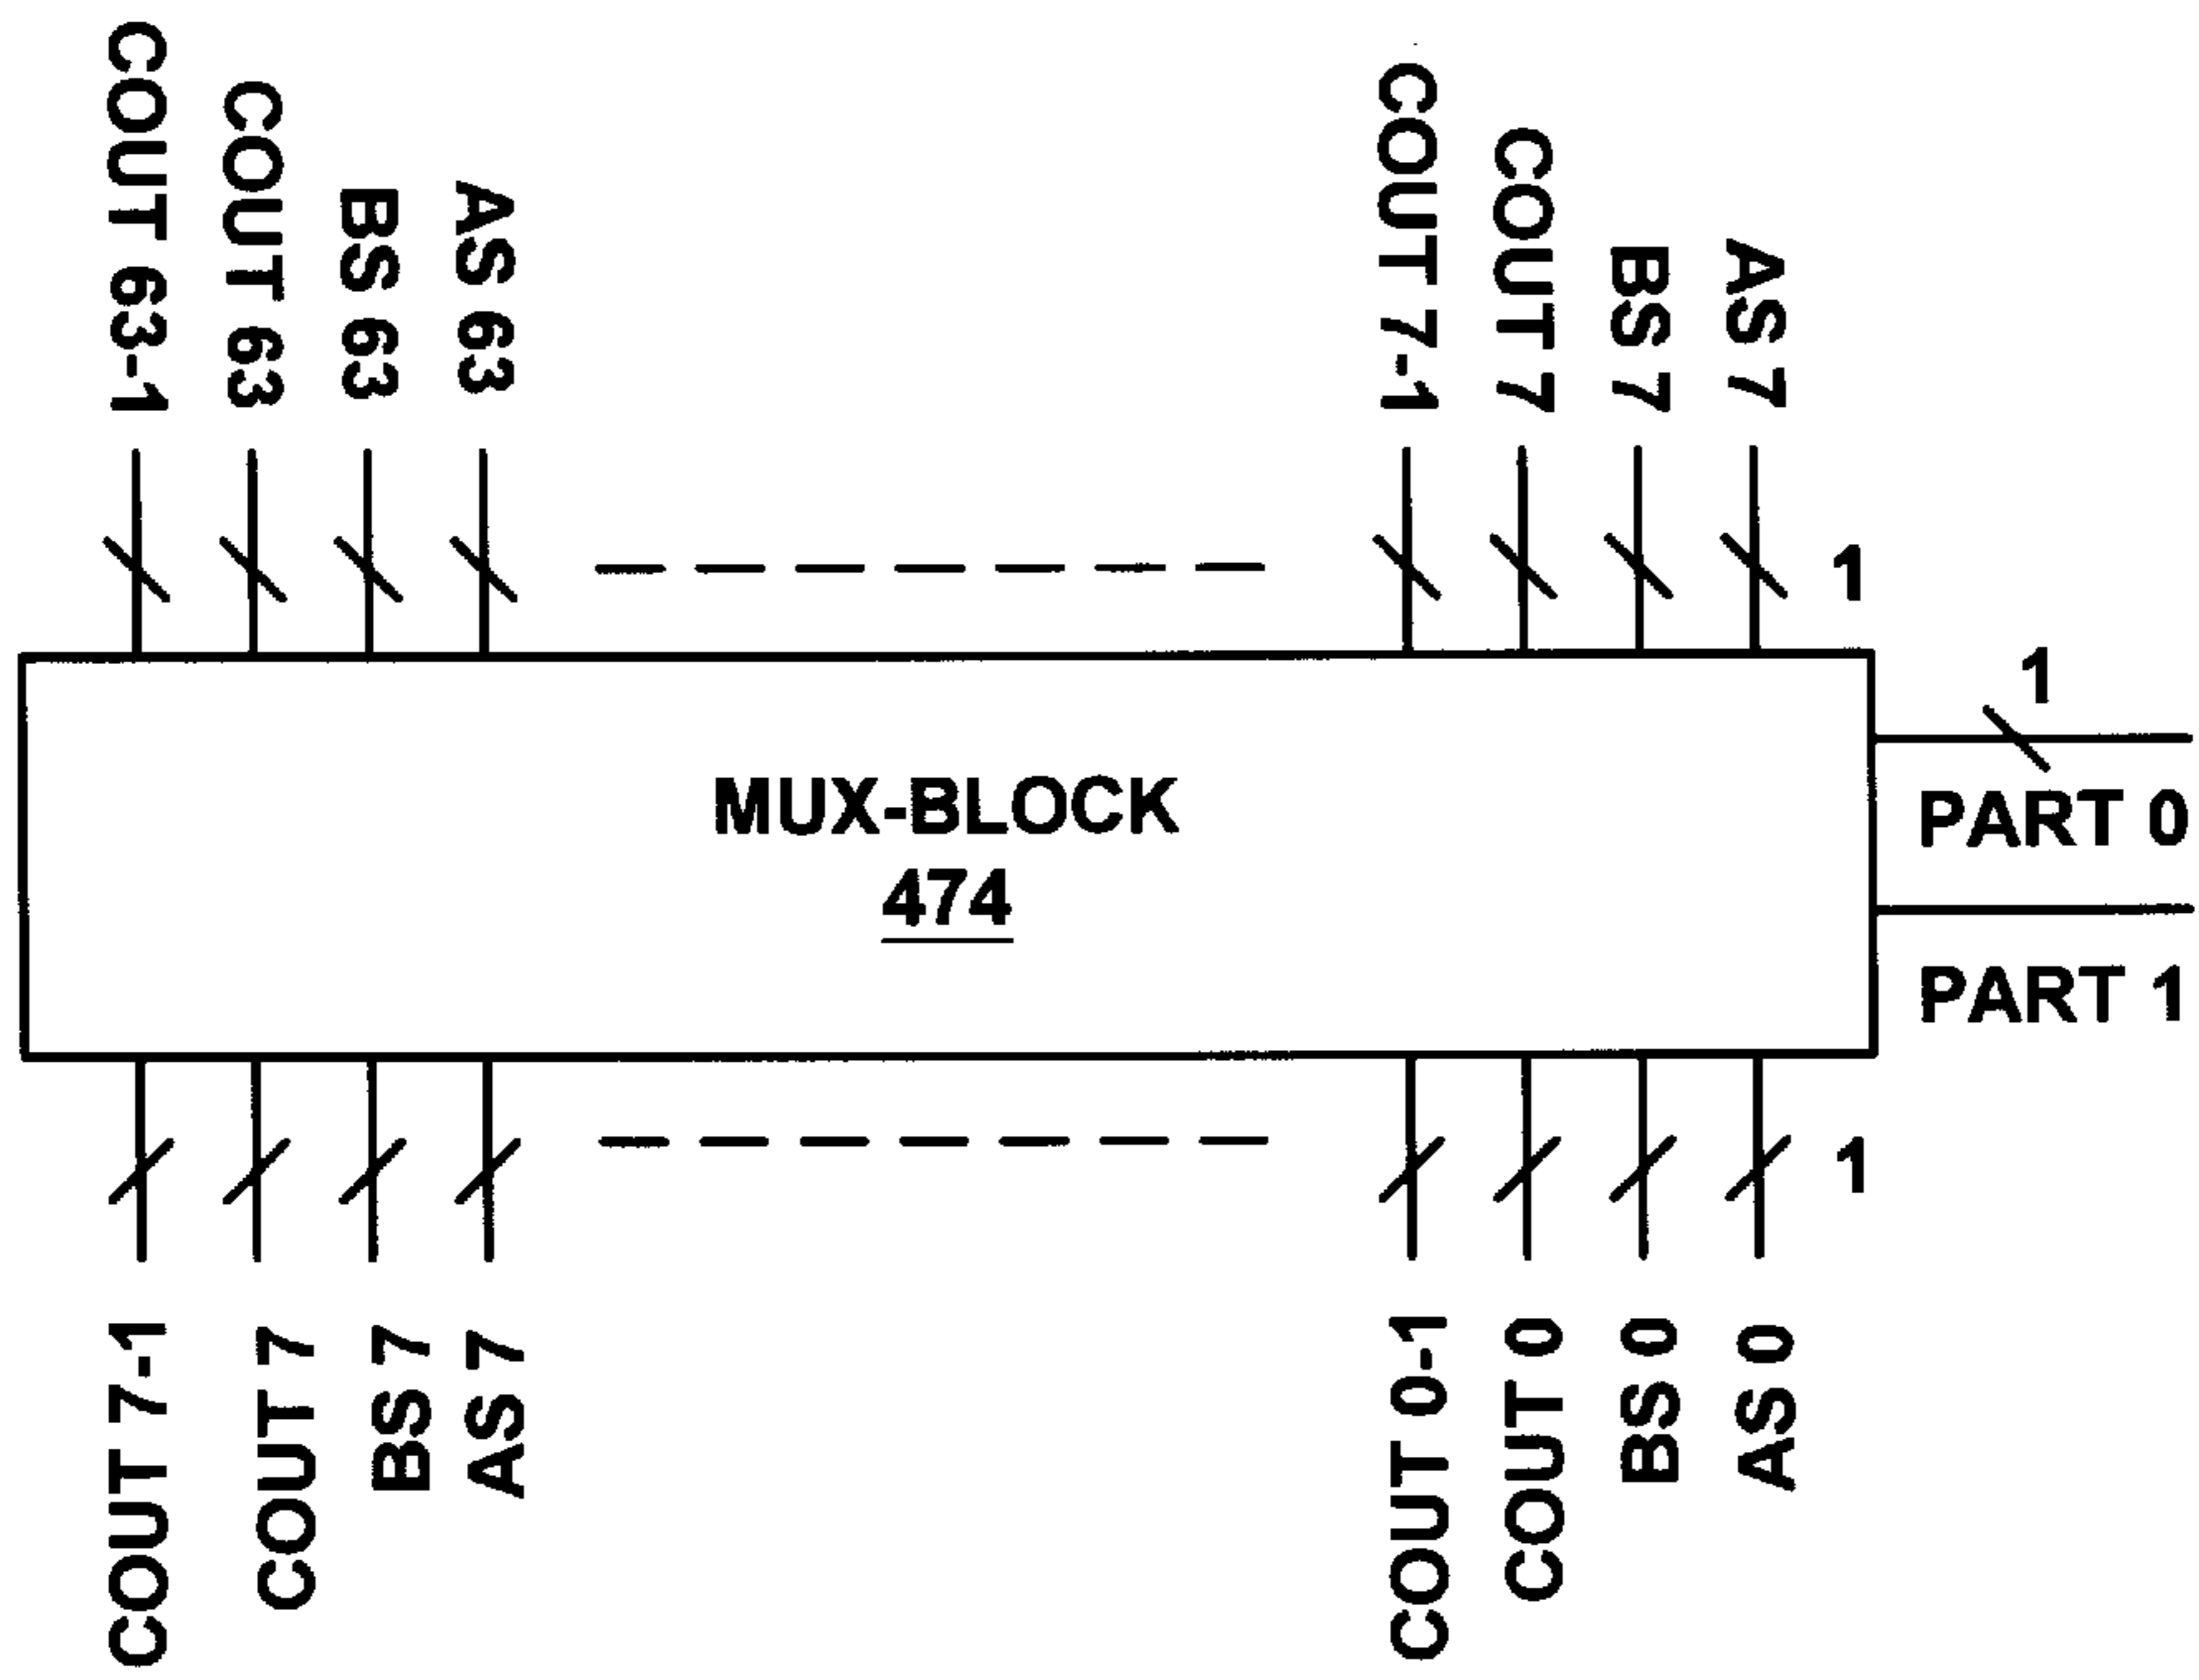 COUT 63-1
COUT 63
BS 63
AS 63
COUT 7-1
COUT 7
BS 7
AS 7
1
1
PART 0
MUX-BLOCK
474
PART 1
1
COUT 7-1
COUT 7
BS 7
AS 7
COUT 0-1
COUT 0
BS 0
AS 0